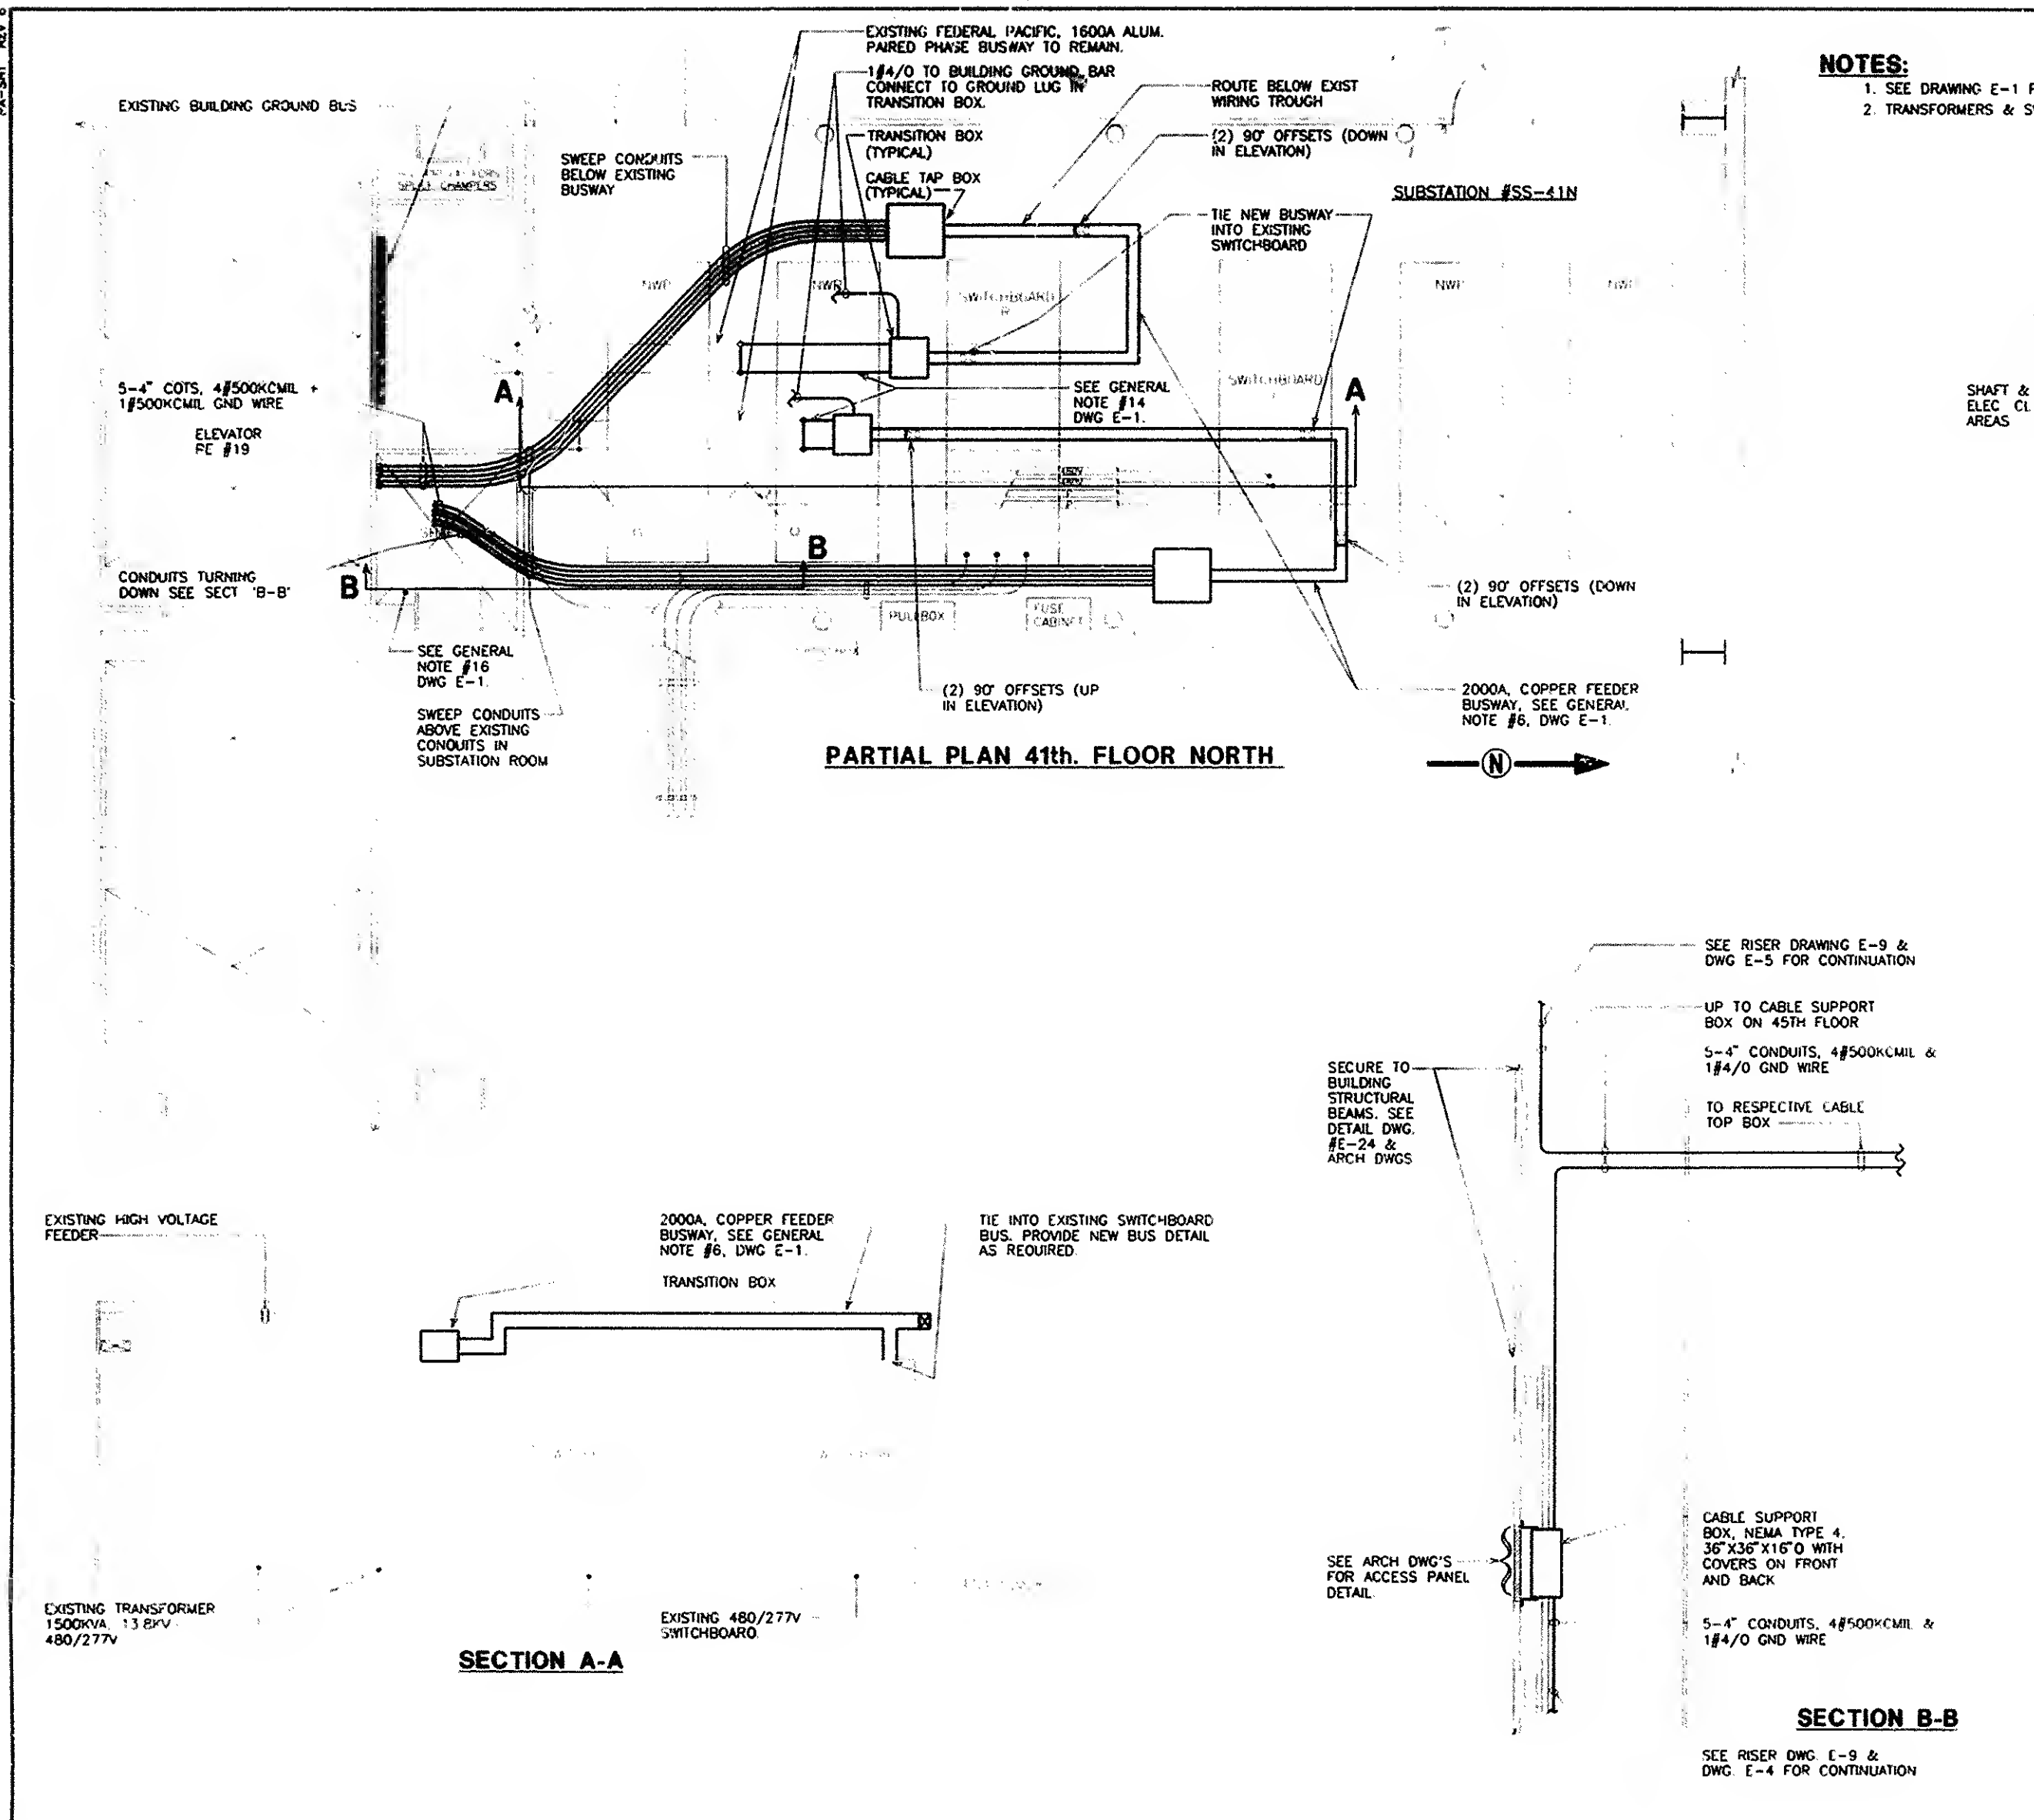 EXISTING FEDERAL PACIFIC, 1600A ALUM.
PAIRED PHASE BUSWAY TO REMAIN.
1#4/0 TO BUILDING GROUND BAR
CONNECT TO GROUND LUG IN
TRANSITION BOX.
EXISTING BUILDING GROUND BUS
SWEEP CONDUITS
BELOW EXISTING
BUSWAY
TRANSITION BOX
(TYPICAL)
CABLE TAP BOX
(TYPICAL)
ROUTE BELOW EXIST
WIRING TROUGH
(2) 90° OFFSETS (DOWN
IN ELEVATION)
SUBSTATION #SS-41N
TIE NEW BUSWAY
INTO EXISTING
SWITCHBOARD
NOTES:
1. SEE DRAWING E-1 F
2. TRANSFORMERS & S
NWP
NWP
SWITCHBOARD
SWITCHBOARD
NWP
NWP
5-4" CDTS, 4#500KCMIL +
1#500KCMIL GND WIRE
ELEVATOR
PE #19
A
A
SEE GENERAL
NOTE #14
DWG E-1.
SHAFT &
ELEC CL
AREAS
CONDUITS TURNING
DOWN SEE SECT 'B-B'
B
B
PULLBOX
FUSE
CABINET
(2) 90° OFFSETS (DOWN
IN ELEVATION)
SEE GENERAL
NOTE #16
DWG E-1.
SWEEP CONDUITS
ABOVE EXISTING
CONDUITS IN
SUBSTATION ROOM
(2) 90° OFFSETS (UP
IN ELEVATION)
2000A, COPPER FEEDER
BUSWAY, SEE GENERAL
NOTE #6, DWG E-1.
PARTIAL PLAN 41th. FLOOR NORTH
N
SEE RISER DRAWING E-9 &
DWG E-5 FOR CONTINUATION
UP TO CABLE SUPPORT
BOX ON 45TH FLOOR
5-4" CONDUITS, 4#500KCMIL &
1#4/0 GND WIRE
TO RESPECTIVE CABLE
TOP BOX
SECURE TO
BUILDING
STRUCTURAL
BEAMS. SEE
DETAIL DWG.
#E-24 &
ARCH DWGS
EXISTING HIGH VOLTAGE
FEEDER
2000A, COPPER FEEDER
BUSWAY, SEE GENERAL
NOTE #6, DWG E-1.
TRANSITION BOX
TIE INTO EXISTING SWITCHBOARD
BUS. PROVIDE NEW BUS DETAIL
AS REQUIRED.
EXISTING TRANSFORMER
1500KVA, 13.8KV
480/277V
EXISTING 480/277V
SWITCHBOARD.
SECTION A-A
SEE ARCH DWG'S
FOR ACCESS PANEL
DETAIL
CABLE SUPPORT
BOX, NEMA TYPE 4,
36"X36"X16"D WITH
COVERS ON FRONT
AND BACK
5-4" CONDUITS, 4#500KCMIL &
1#4/0 GND WIRE
SECTION B-B
SEE RISER DWG. E-9 &
DWG. E-4 FOR CONTINUATION